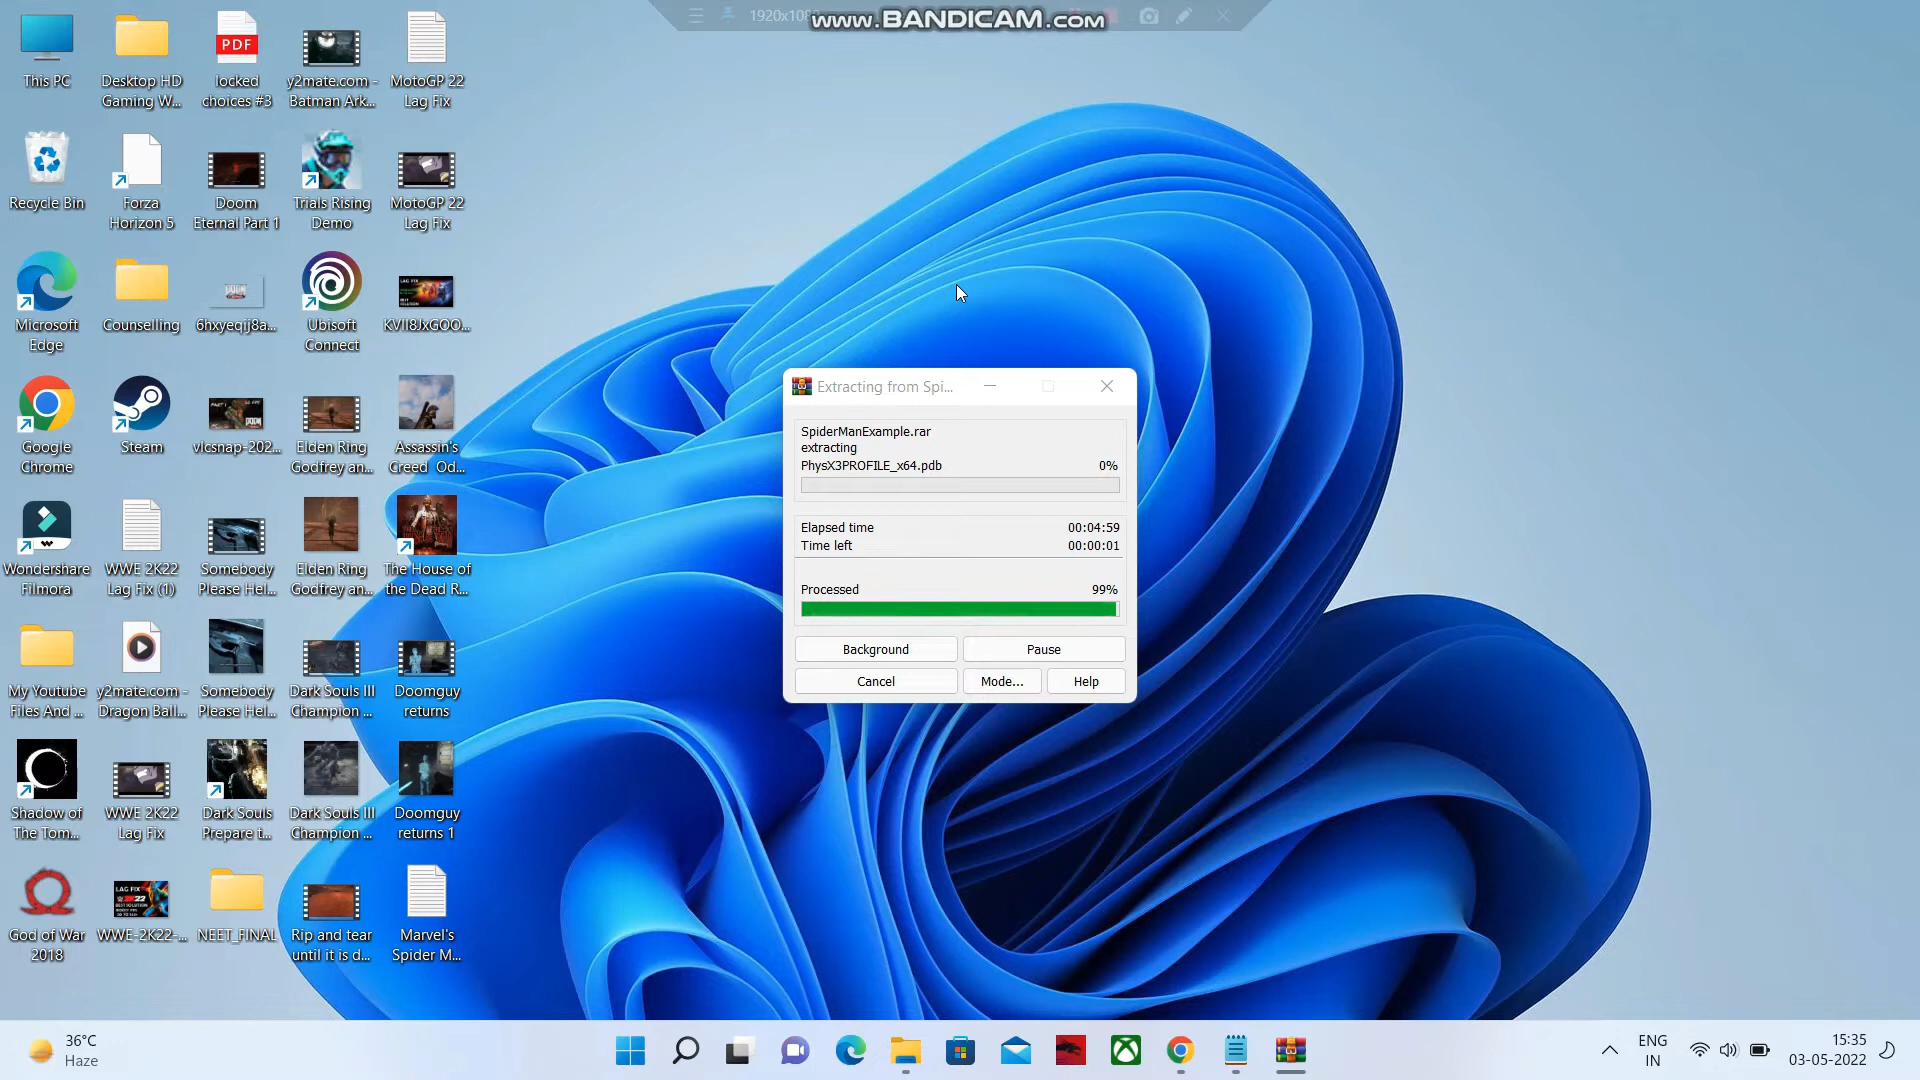 www.BANDICAM.com
This PC
Desktop HD
Gaming W...
PDF
locked
choices #3
y2mate.com -
Batman Ark...
MotoGP 22
Lag Fix
Recycle Bin
Forza
Horizon 5
Doom
Eternal Part 1
Trials Rising
Demo
MotoGP 22
Lag Fix
Microsoft
Edge
Counselling
6hxyeqij8a...
Ubisoft
Connect
KVII8JxGOO...
Google
Chrome
Steam
vlcsnap-202...
Elden Ring
Godfrey an...
Assassin's
Creed Od...
Wondershare
Filmora
WWE 2K22
Lag Fix (1)
Somebody
Please Hel...
Elden Ring
Godfrey an...
The House of
the Dead R...
My Youtube
Files And ...
y2mate.com -
Dragon Ball...
Somebody
Please Hel...
Dark Souls III
Champion ...
Doomguy
returns
Shadow of
The Tom...
WWE 2K22
Lag Fix
Dark Souls
Prepare t...
Dark Souls III
Champion ...
Doomguy
returns 1
God of War
2018
WWE-2K22-...
NEET_FINAL
Rip and tear
until it is d...
Marvel's
Spider M...
Extracting from Spi...
SpiderManExample.rar
extracting
PhysX3PROFILE_x64.pdb 0%
Elapsed time 00:04:59
Time left 00:00:01
Processed 99%
Background Pause
Cancel Mode... Help
36°C
Haze
ENG
IN
15:35
03-05-2022